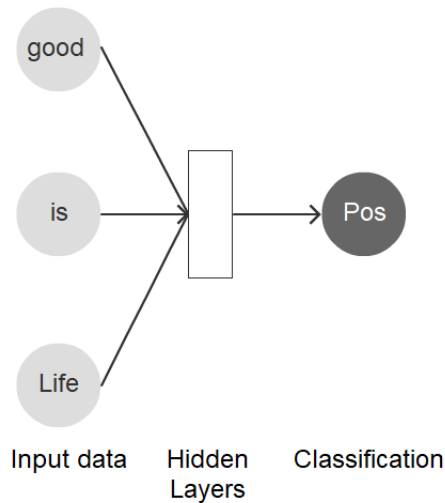 good
is
Pos
Life
Input data
Hidden
Layers
Classification